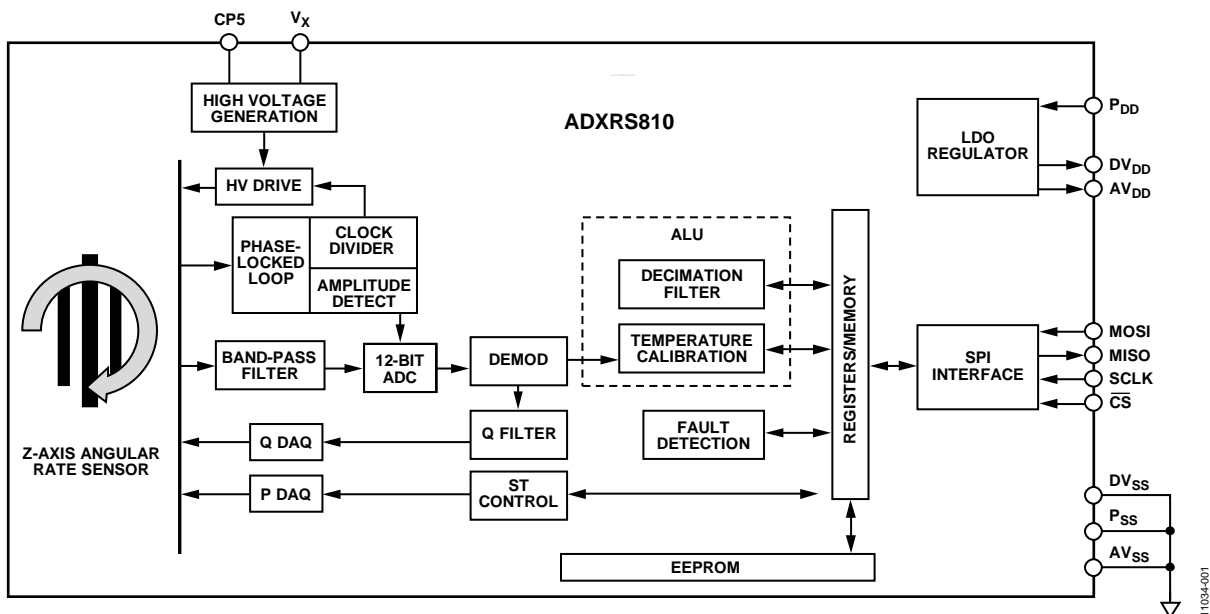 CP5
VX
HIGH VOLTAGE
GENERATION
ADXRS810
LDO
REGULATOR
PDD
DVDD
AVDD
HV DRIVE
PHASE-
LOCKED
LOOP
CLOCK
DIVIDER
AMPLITUDE
DETECT
ALU
DECIMATION
FILTER
TEMPERATURE
CALIBRATION
BAND-PASS
FILTER
12-BIT
ADC
DEMOD
REGISTERS/MEMORY
SPI
INTERFACE
MOSI
MISO
SCLK
CS
Z-AXIS ANGULAR
RATE SENSOR
Q DAQ
Q FILTER
FAULT
DETECTION
P DAQ
ST
CONTROL
EEPROM
DVSS
PSS
AVSS
11034-001